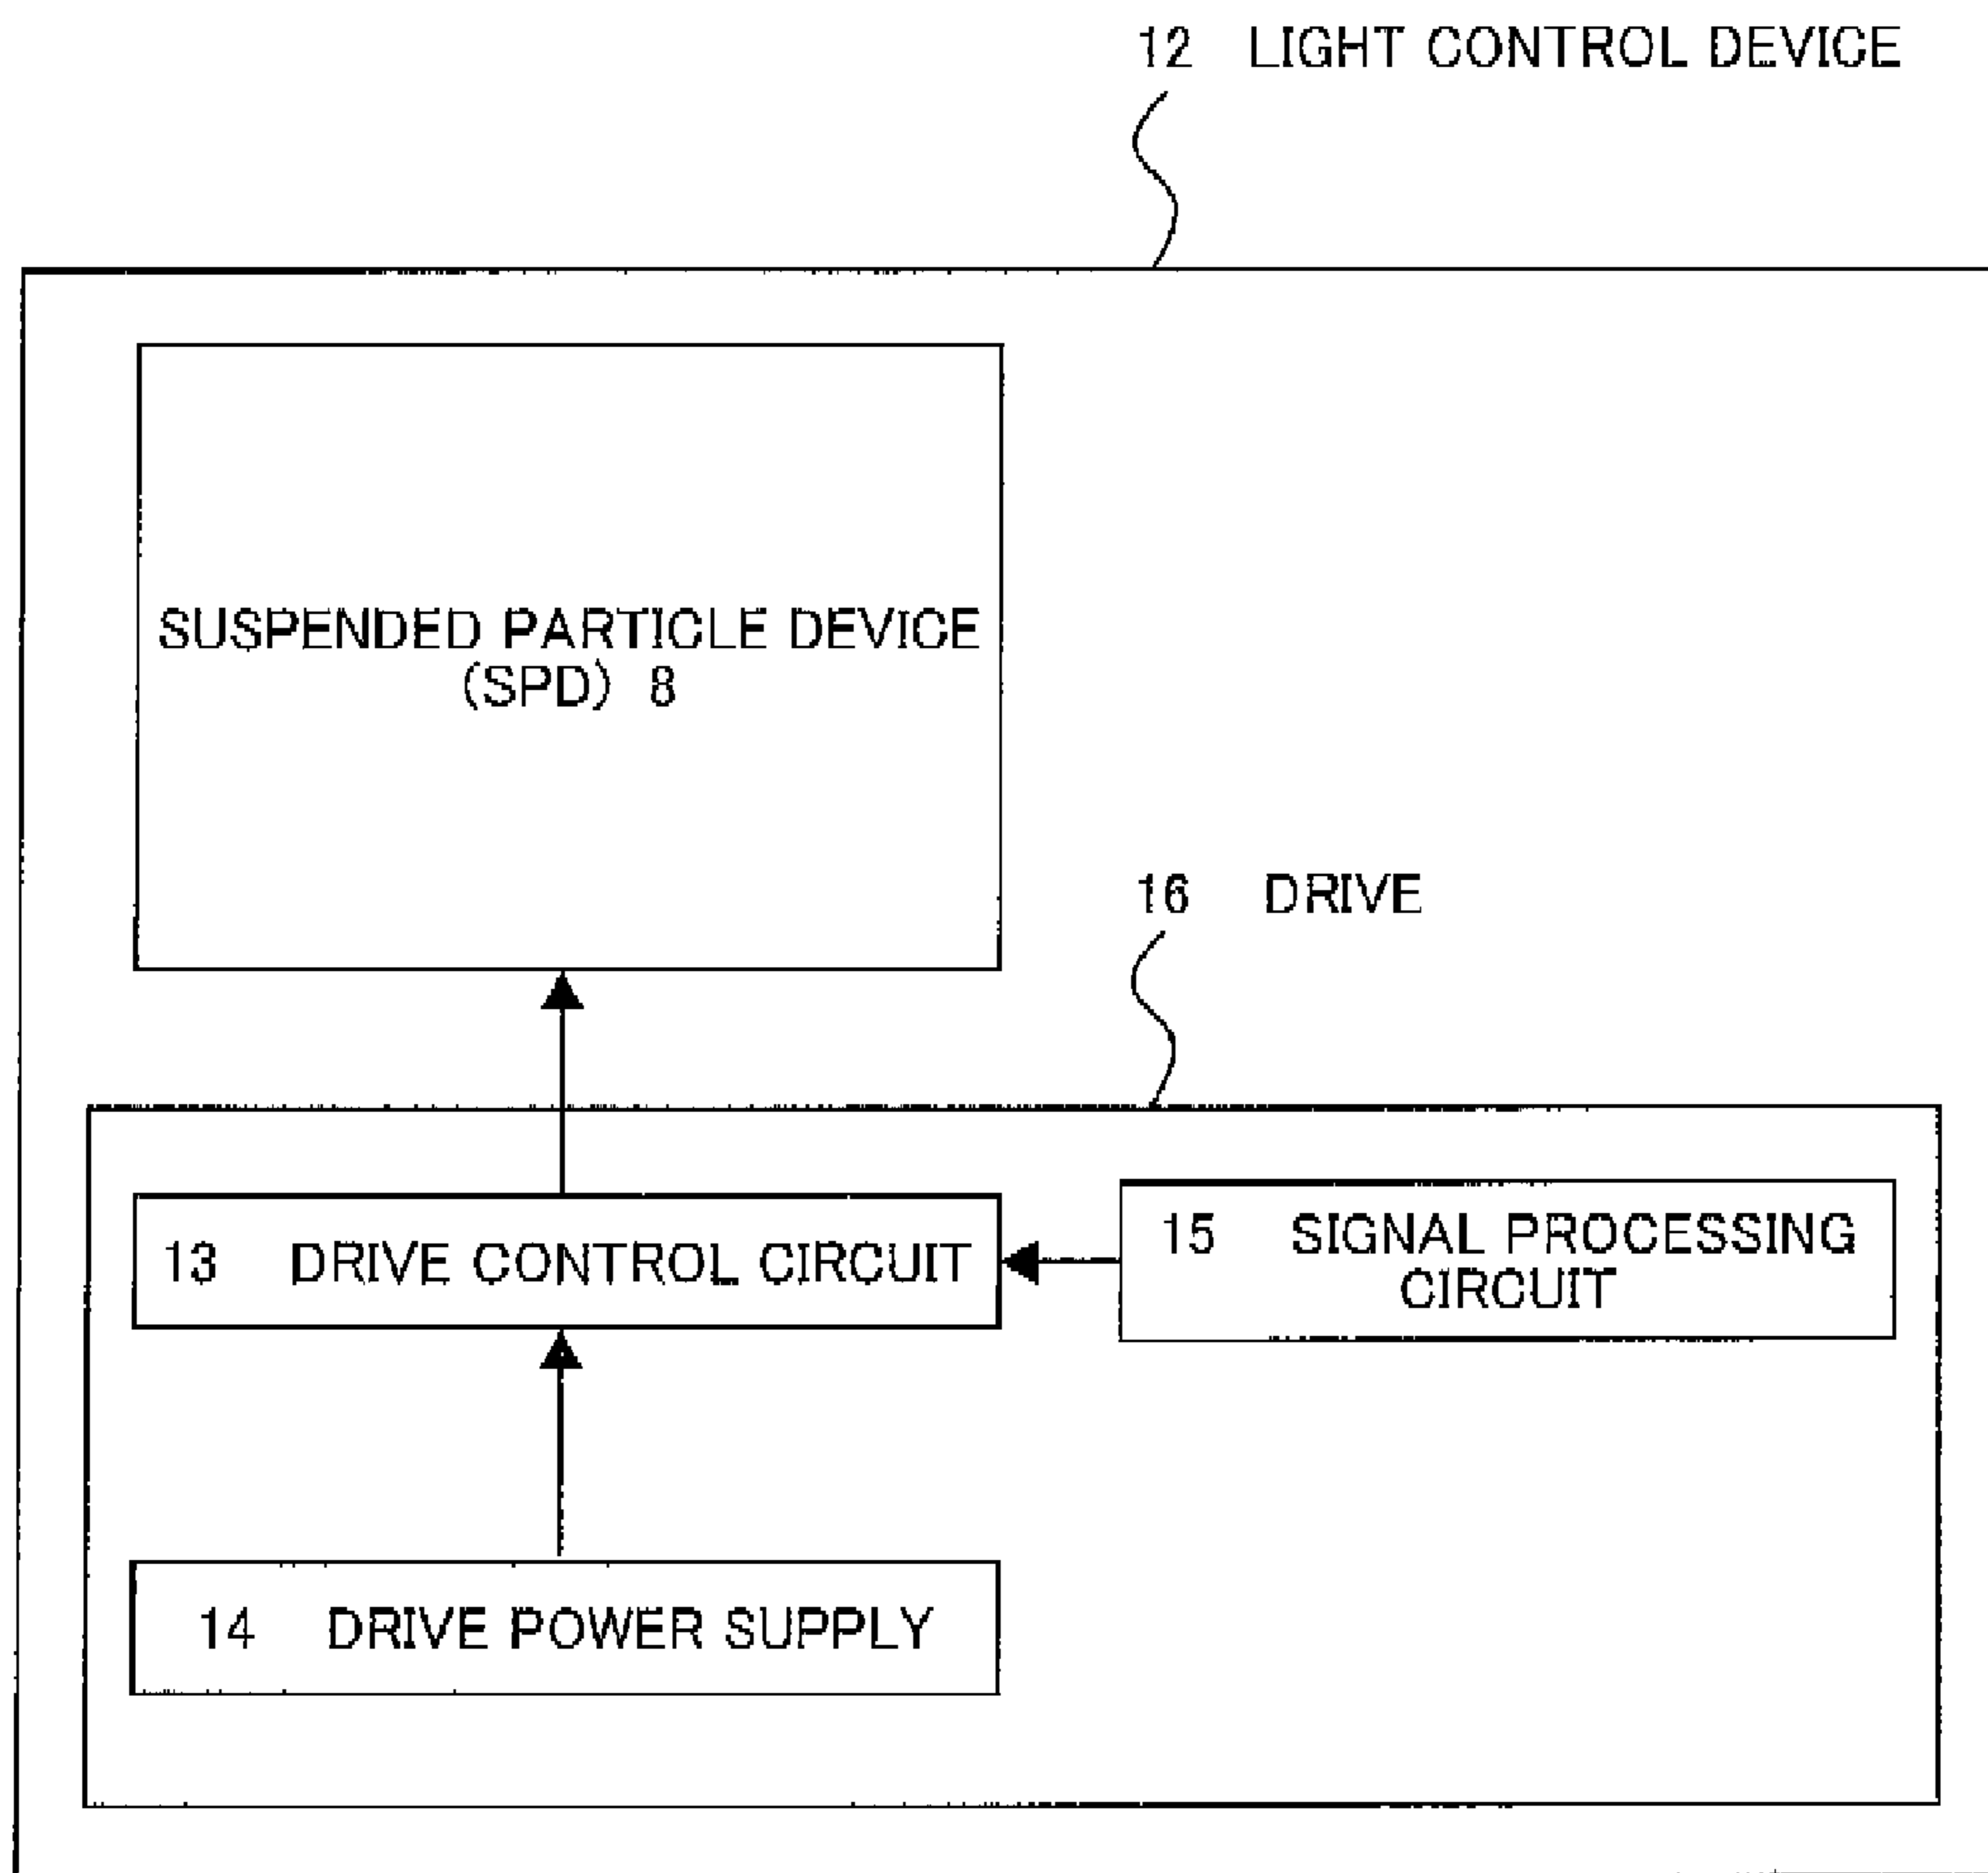 12 LIGHT CONTROL DEVICE
SUSPENDED PARTICLE DEVICE
(SPD) 8
16 DRIVE
13 DRIVE CONTROL CIRCUIT
15 SIGNAL PROCESSING
CIRCUIT
14 DRIVE POWER SUPPLY